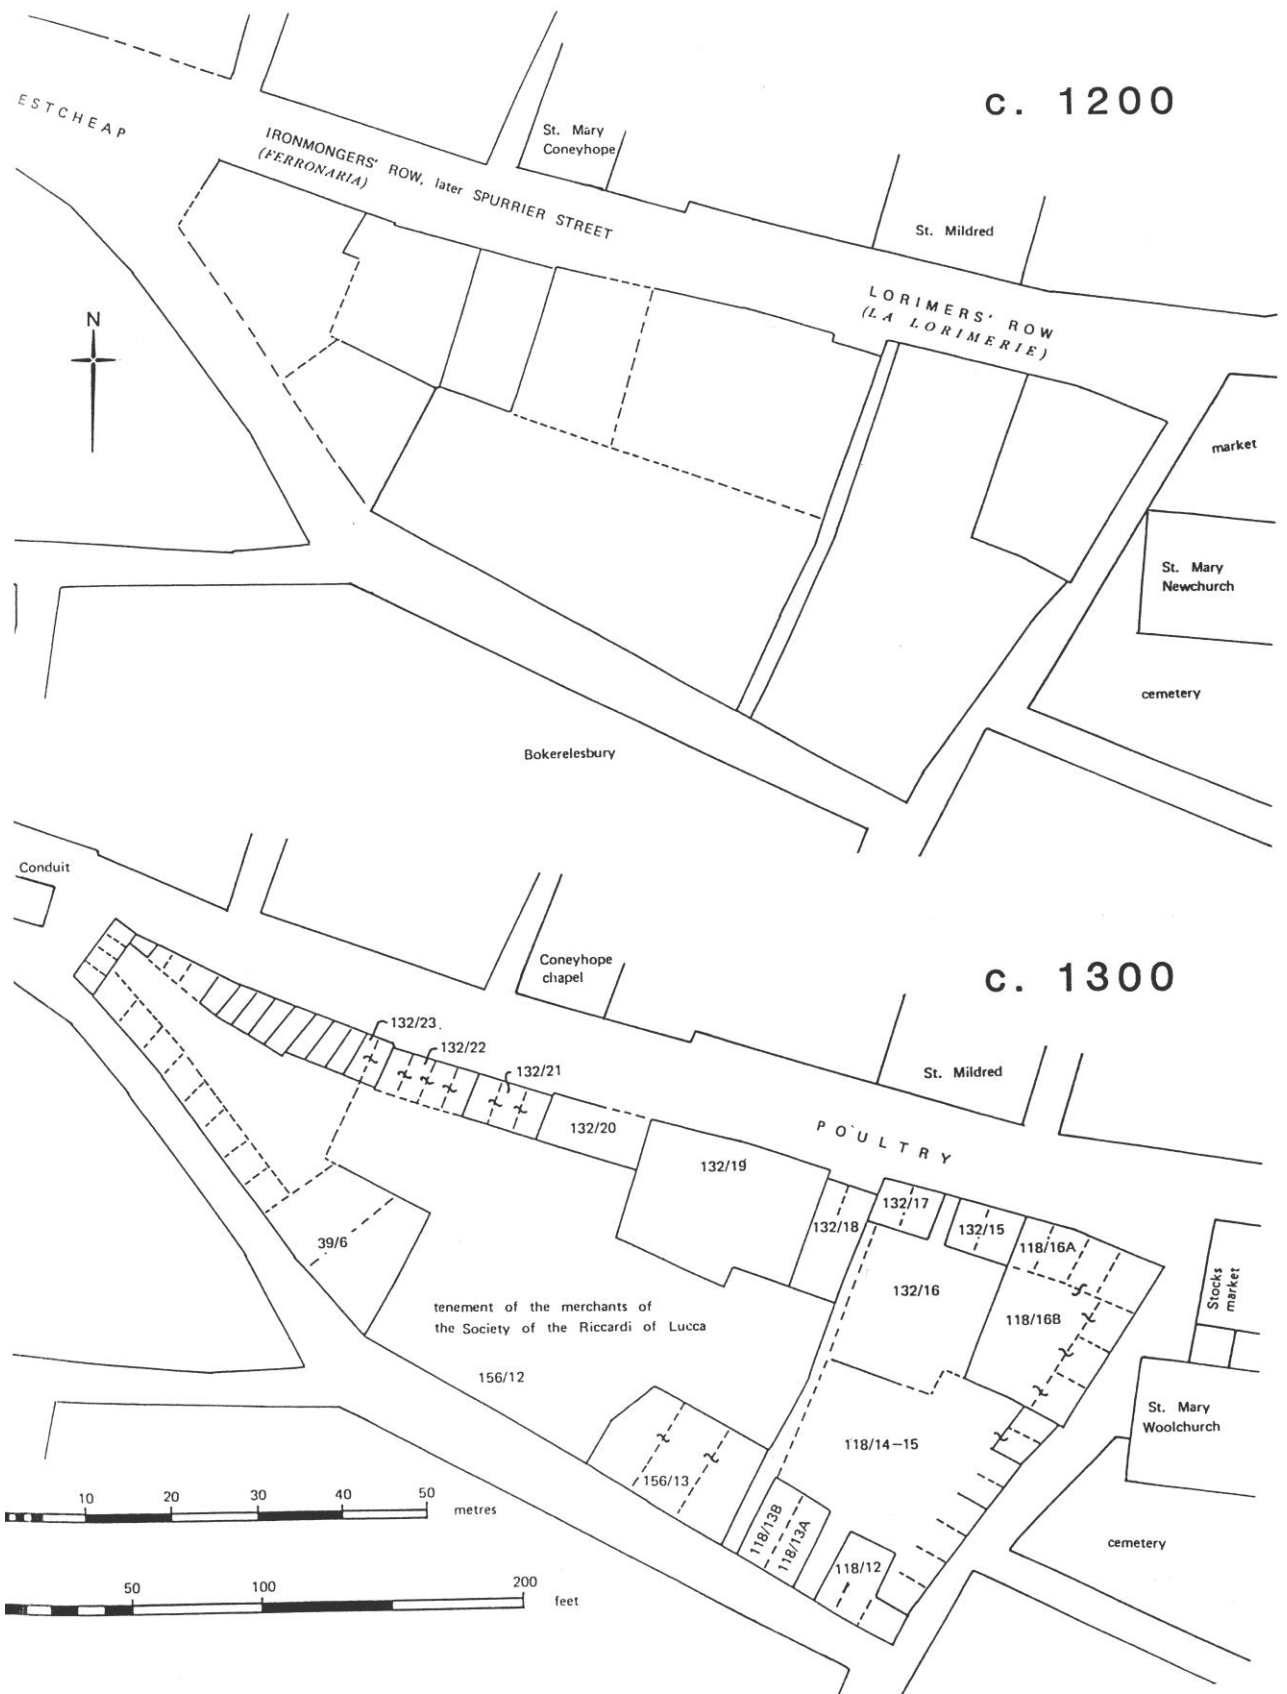 c. 1200
ESTCHEAP
IRONMONGERS' ROW, later SPURRIER STREET
(FERRONARIA)
St. Mary
Coneyhope
St. Mildred
LORIMERS' ROW
(LA LORIMERIE)
N
market
St. Mary
Newchurch
cemetery
Bokerelesbury
c. 1300
Conduit
Coneyhope
chapel
St. Mildred
POULTRY
132/23
132/22
132/21
132/20
132/19
132/18
132/17
132/15
118/16A
132/16
118/16B
Stocks
market
39/6
tenement of the merchants of
the Society of the Riccardi of Lucca
156/12
St. Mary
Woolchurch
118/14–15
156/13
118/13B
118/13A
118/12
cemetery
10 20 30 40 50
metres
50 100 200
feet